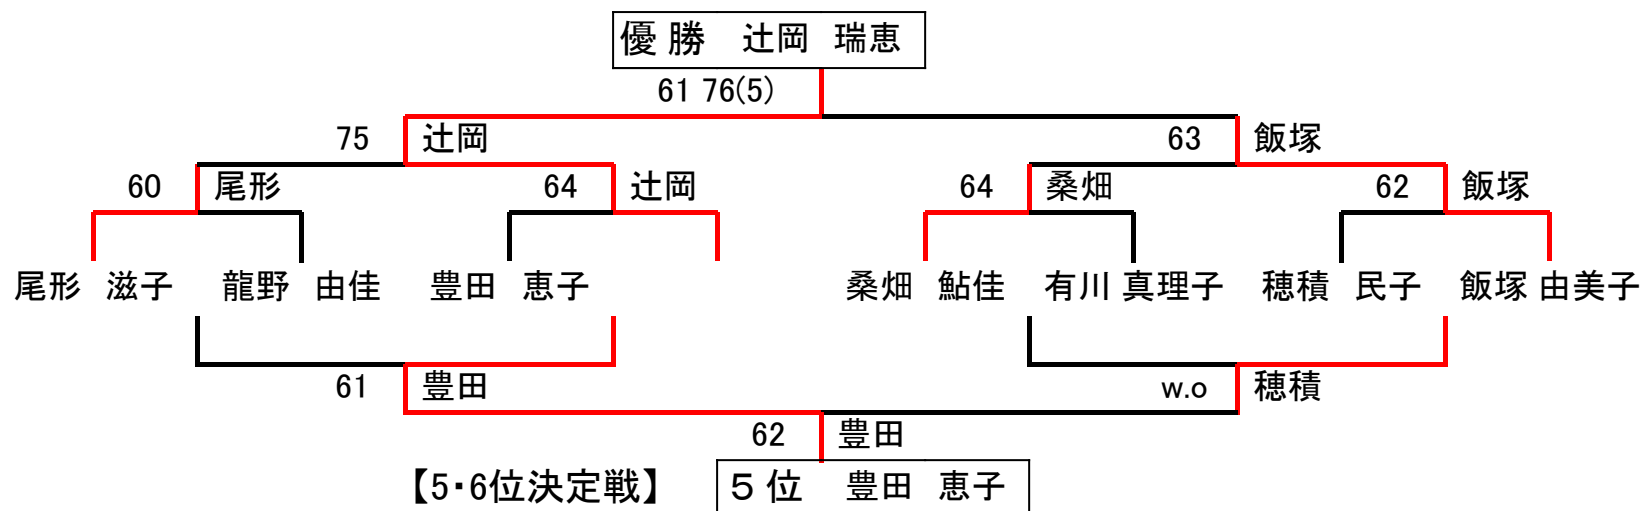 優 勝 辻岡 瑞恵
61 76(5)
75 辻岡 63 飯塚
60 尾形 64 辻岡 64 桑畑 62 飯塚
尾形 滋子 龍野 由佳 豊田 恵子 桑畑 鮎佳 有川 真理子 穂積 民子 飯塚 由美子
61 豊田 w.o 穂積
62 豊田
【5・6位決定戦】 ５ 位 豊田 恵子